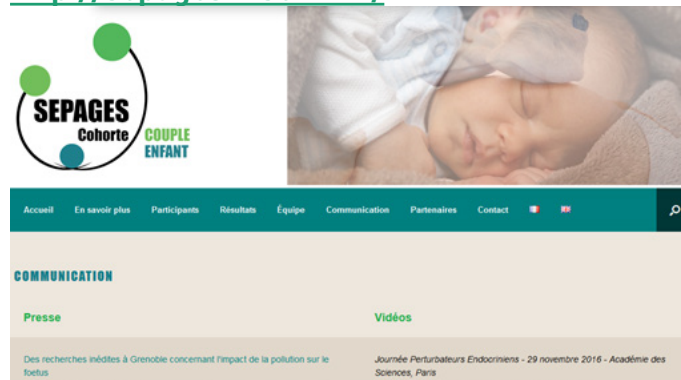 SEPAGES
Cohorte
COUPLE
ENFANT
Accueil En savoir plus Participants Résultats Équipe Communication Partenaires Contact
COMMUNICATION
Presse
Vidéos
Des recherches inédites à Grenoble concernant l'impact de la pollution sur le
foetus
Journée Perturbateurs Endocriniens - 29 novembre 2016 - Académie des
Sciences, Paris